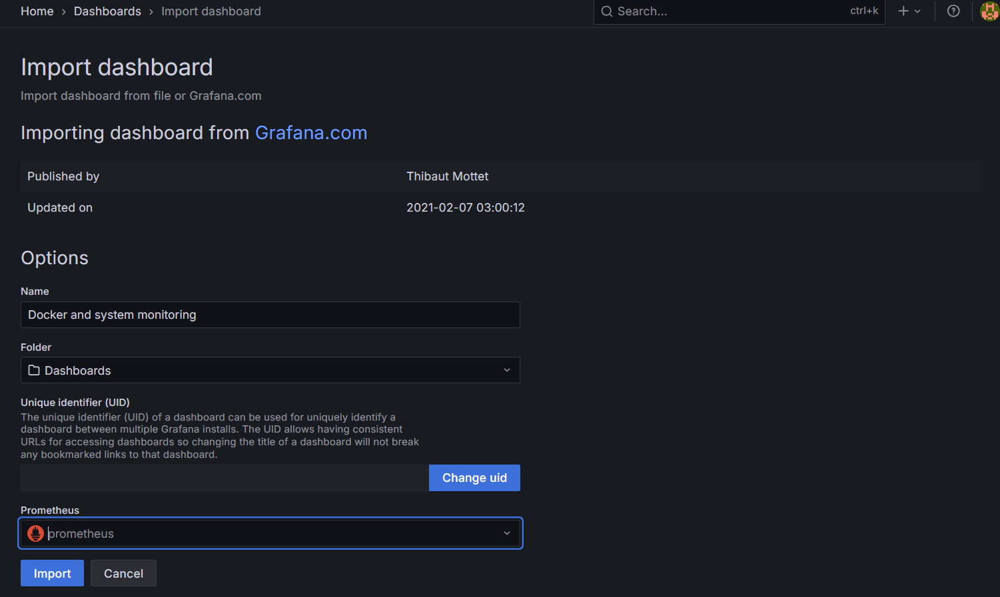 Home › Dashboards › Import dashboard
Search... ctrl+k
Import dashboard
Import dashboard from file or Grafana.com
Importing dashboard from Grafana.com
Published by Thibaut Mottet
Updated on 2021-02-07 03:00:12
Options
Name
Docker and system monitoring
Folder
Dashboards
Unique identifier (UID)
The unique identifier (UID) of a dashboard can be used for uniquely identify a
dashboard between multiple Grafana installs. The UID allows having consistent
URLs for accessing dashboards so changing the title of a dashboard will not break
any bookmarked links to that dashboard.
Change uid
Prometheus
prometheus
Import Cancel